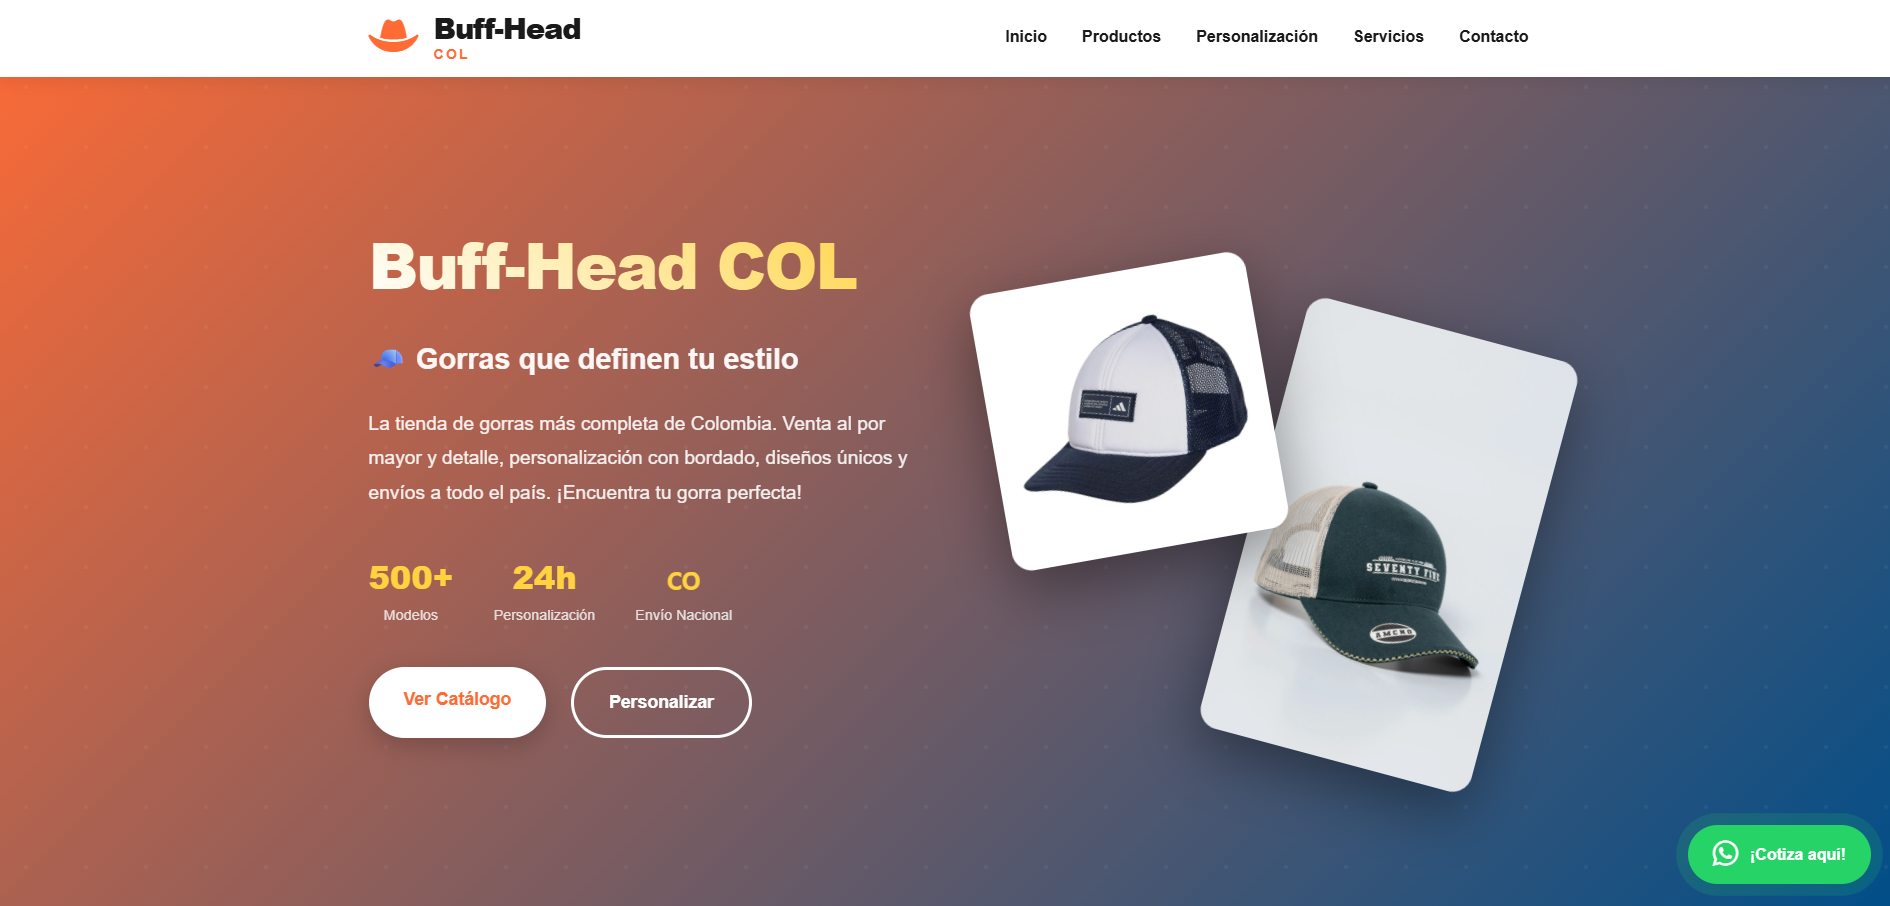 Buff-Head
COL
Inicio
Productos
Personalización
Servicios
Contacto
Buff-Head COL
Gorras que definen tu estilo
La tienda de gorras más completa de Colombia. Venta al por
mayor y detalle, personalización con bordado, diseños únicos y
envíos a todo el país. ¡Encuentra tu gorra perfecta!
500+
Modelos
24h
Personalización
CO
Envío Nacional
Ver Catálogo
Personalizar
SEVENTY FIVE
¡Cotiza aquí!